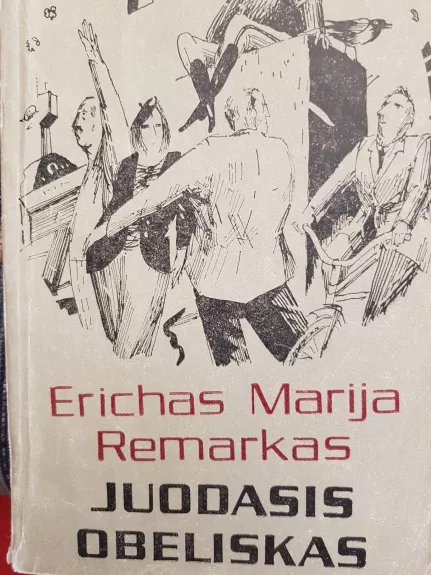 Erichas Marija
Remarkas
JUODASIS
OBELISKAS